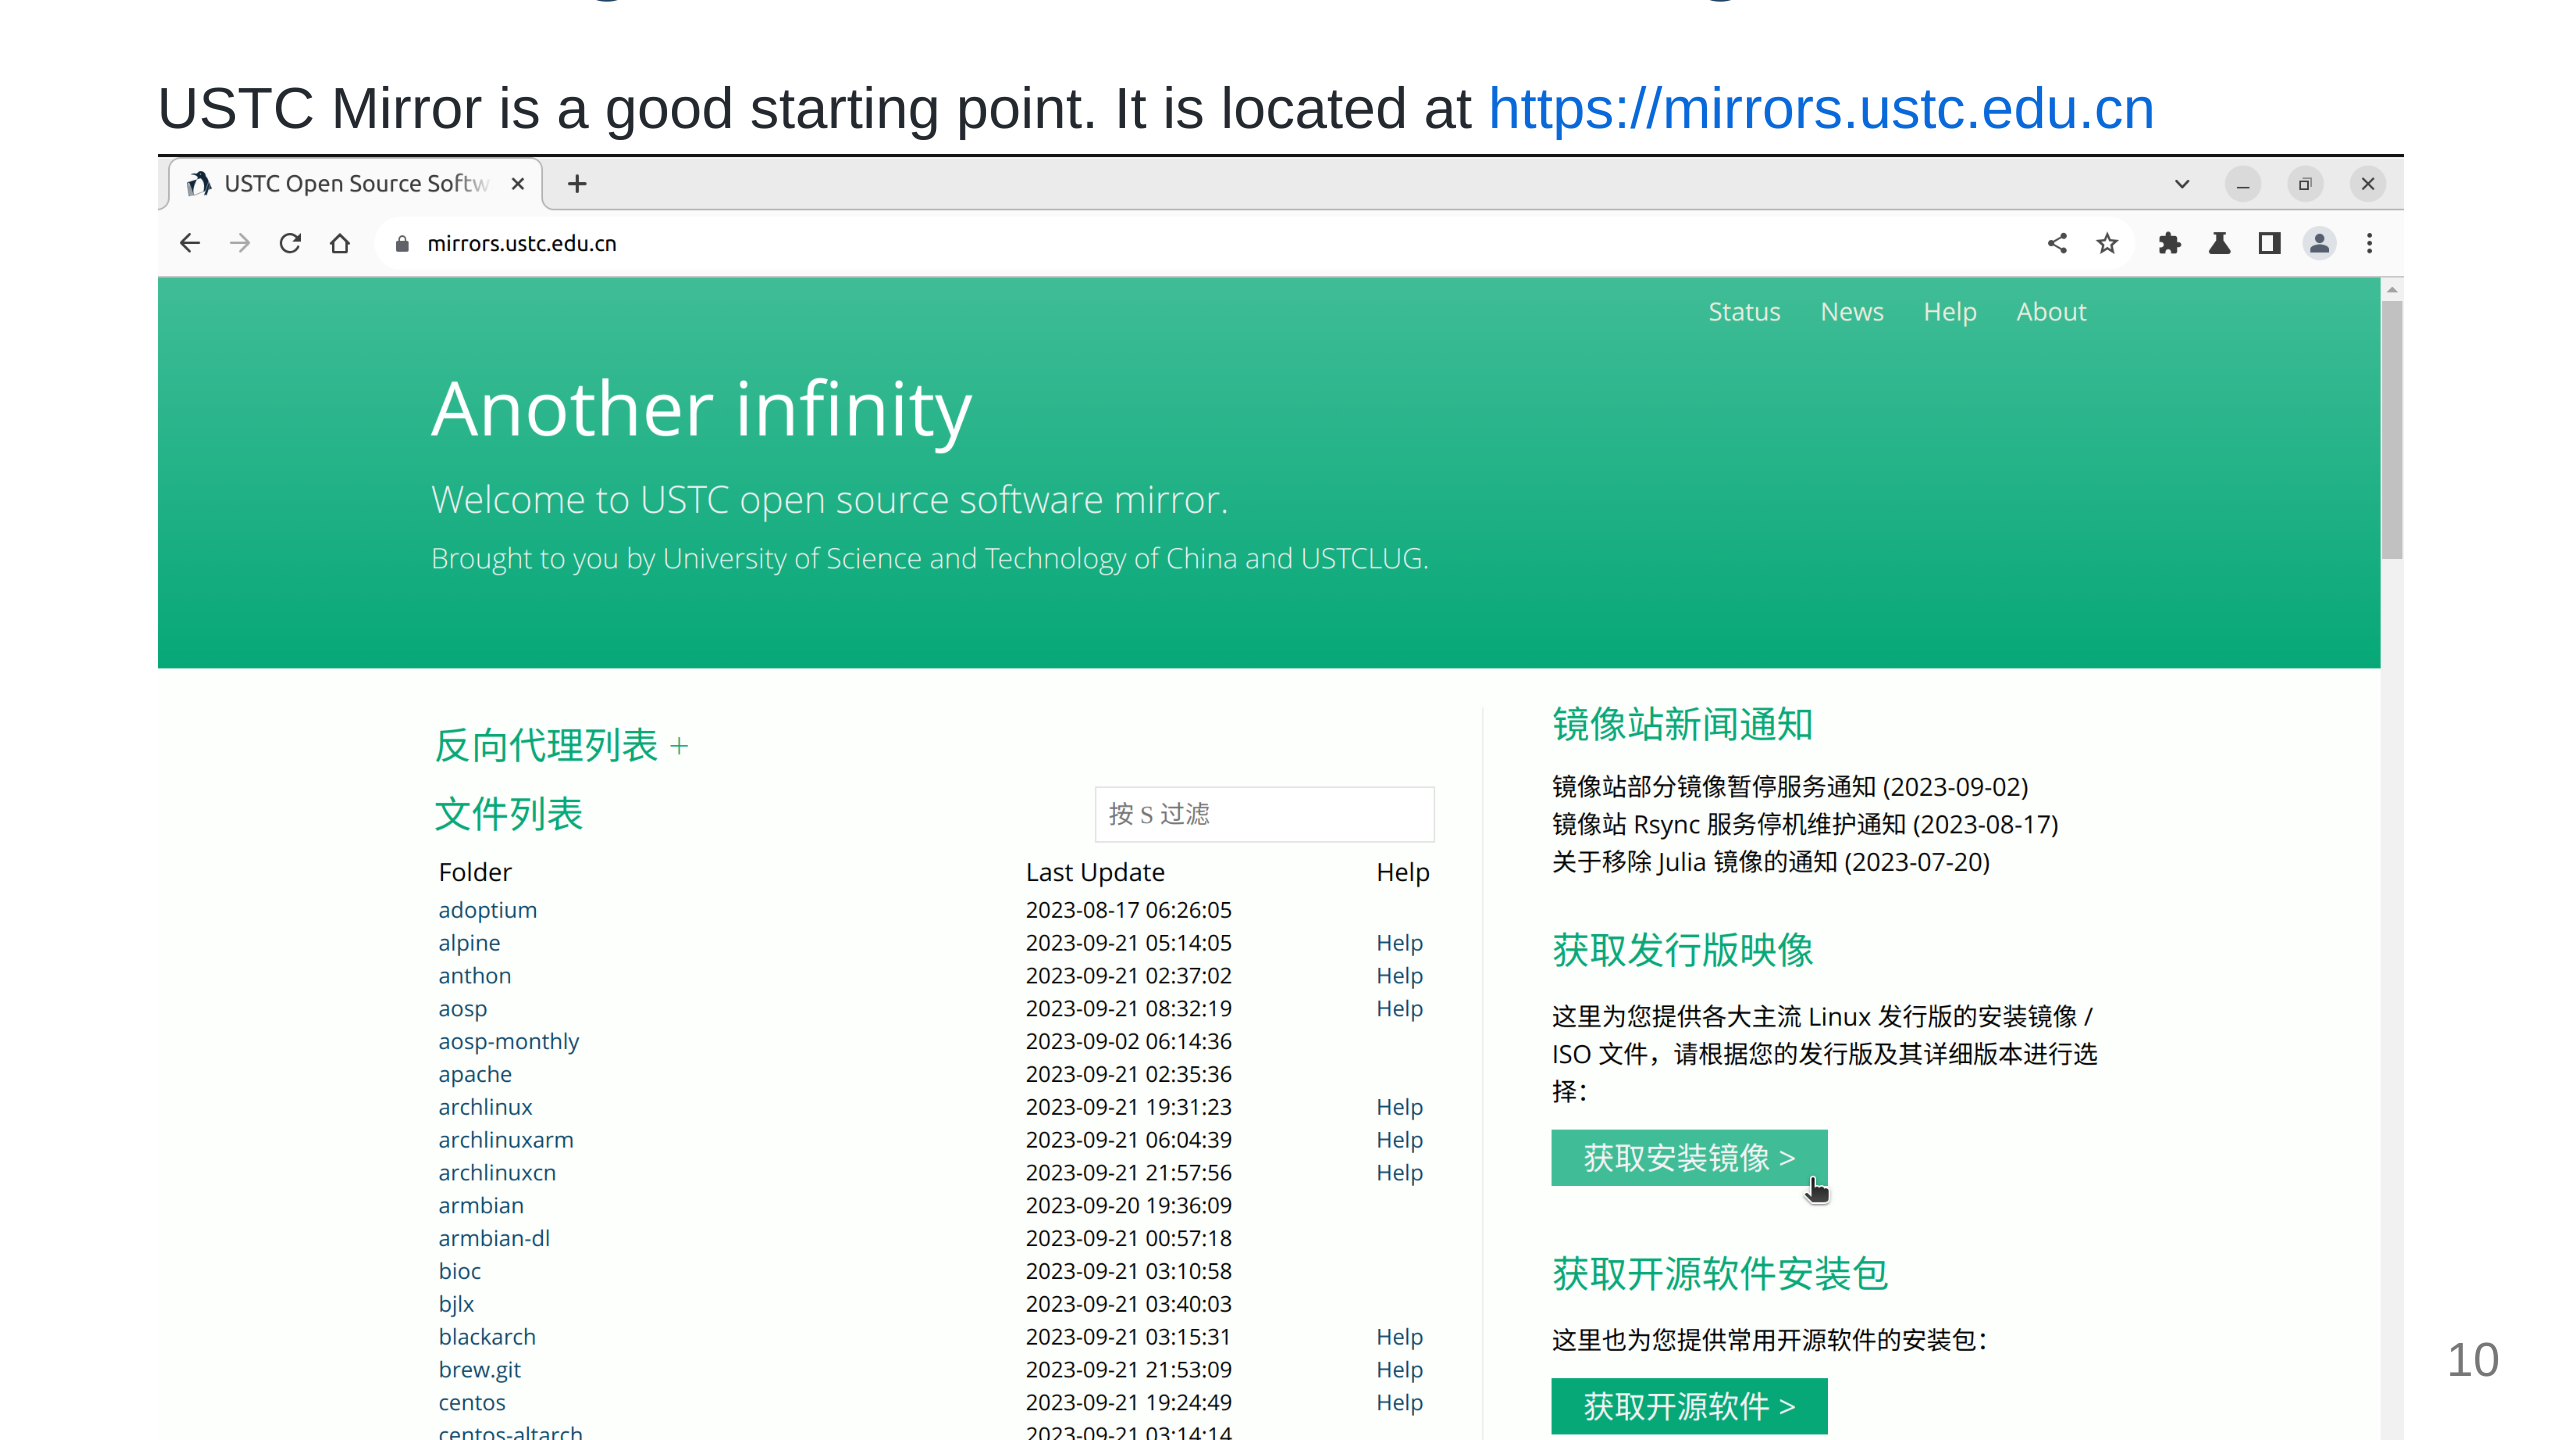 USTC Mirror is a good starting point. It is located at https://mirrors.ustc.edu.cn
USTC Open Source Softw
mirrors.ustc.edu.cn
Status News Help About
Another infinity
Welcome to USTC open source software mirror.
Brought to you by University of Science and Technology of China and USTCLUG.
反向代理列表 +
文件列表
按 S 过滤
Folder Last Update Help
adoptium 2023-08-17 06:26:05
alpine 2023-09-21 05:14:05 Help
anthon 2023-09-21 02:37:02 Help
aosp 2023-09-21 08:32:19 Help
aosp-monthly 2023-09-02 06:14:36
apache 2023-09-21 02:35:36
archlinux 2023-09-21 19:31:23 Help
archlinuxarm 2023-09-21 06:04:39 Help
archlinuxcn 2023-09-21 21:57:56 Help
armbian 2023-09-20 19:36:09
armbian-dl 2023-09-21 00:57:18
bioc 2023-09-21 03:10:58
bjlx 2023-09-21 03:40:03
blackarch 2023-09-21 03:15:31 Help
brew.git 2023-09-21 21:53:09 Help
centos 2023-09-21 19:24:49 Help
centos-altarch 2023-09-21 03:14:14
镜像站新闻通知
镜像站部分镜像暂停服务通知 (2023-09-02)
镜像站 Rsync 服务停机维护通知 (2023-08-17)
关于移除 Julia 镜像的通知 (2023-07-20)
获取发行版映像
这里为您提供各大主流 Linux 发行版的安装镜像 /
ISO 文件，请根据您的发行版及其详细版本进行选
择：
获取安装镜像 >
获取开源软件安装包
这里也为您提供常用开源软件的安装包：
获取开源软件 >
10